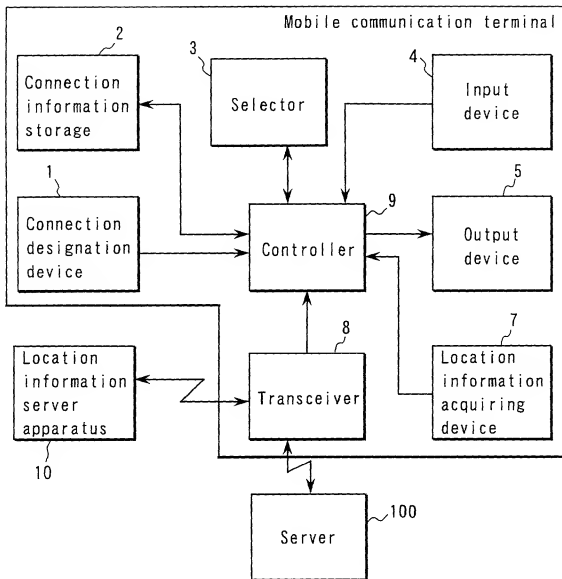 Mobile communication terminal
2
Connection
information
storage
3
Selector
4
Input
device
1
Connection
designation
device
9
Controller
5
Output
device
8
Transceiver
7
Location
information
acquiring
device
Location
information
server
apparatus
10
Server
100